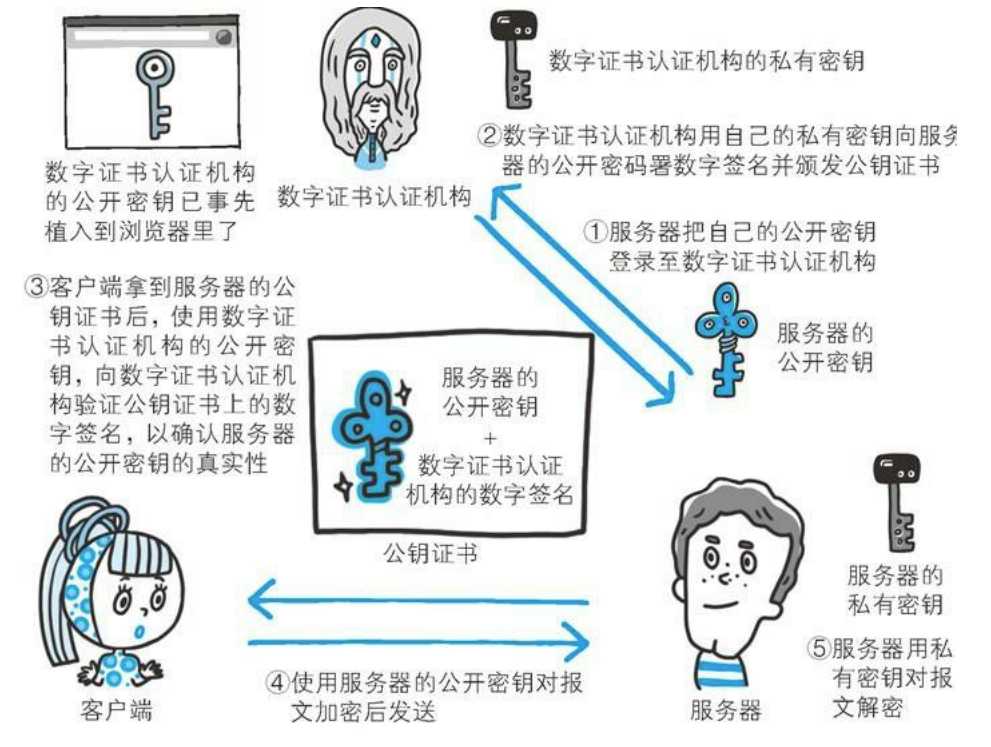 数字证书认证机构的私有密钥
②数字证书认证机构用自己的私有密钥向服务
器的公开密码署数字签名并颁发公钥证书
数字证书认证机构
的公开密钥已事先
植入到浏览器里了
数字证书认证机构
①服务器把自己的公开密钥
登录至数字证书认证机构
③客户端拿到服务器的公
钥证书后，使用数字证
书认证机构的公开密
钥，向数字证书认证机
构验证公钥证书上的数
字签名，以确认服务器
的公开密钥的真实性
服务器的
公开密钥
服务器的
公开密钥
+
数字证书认证
机构的数字签名
公钥证书
服务器的
私有密钥
④使用服务器的公开密钥对报
文加密后发送
⑤服务器用私
有密钥对报
文解密
客户端
服务器